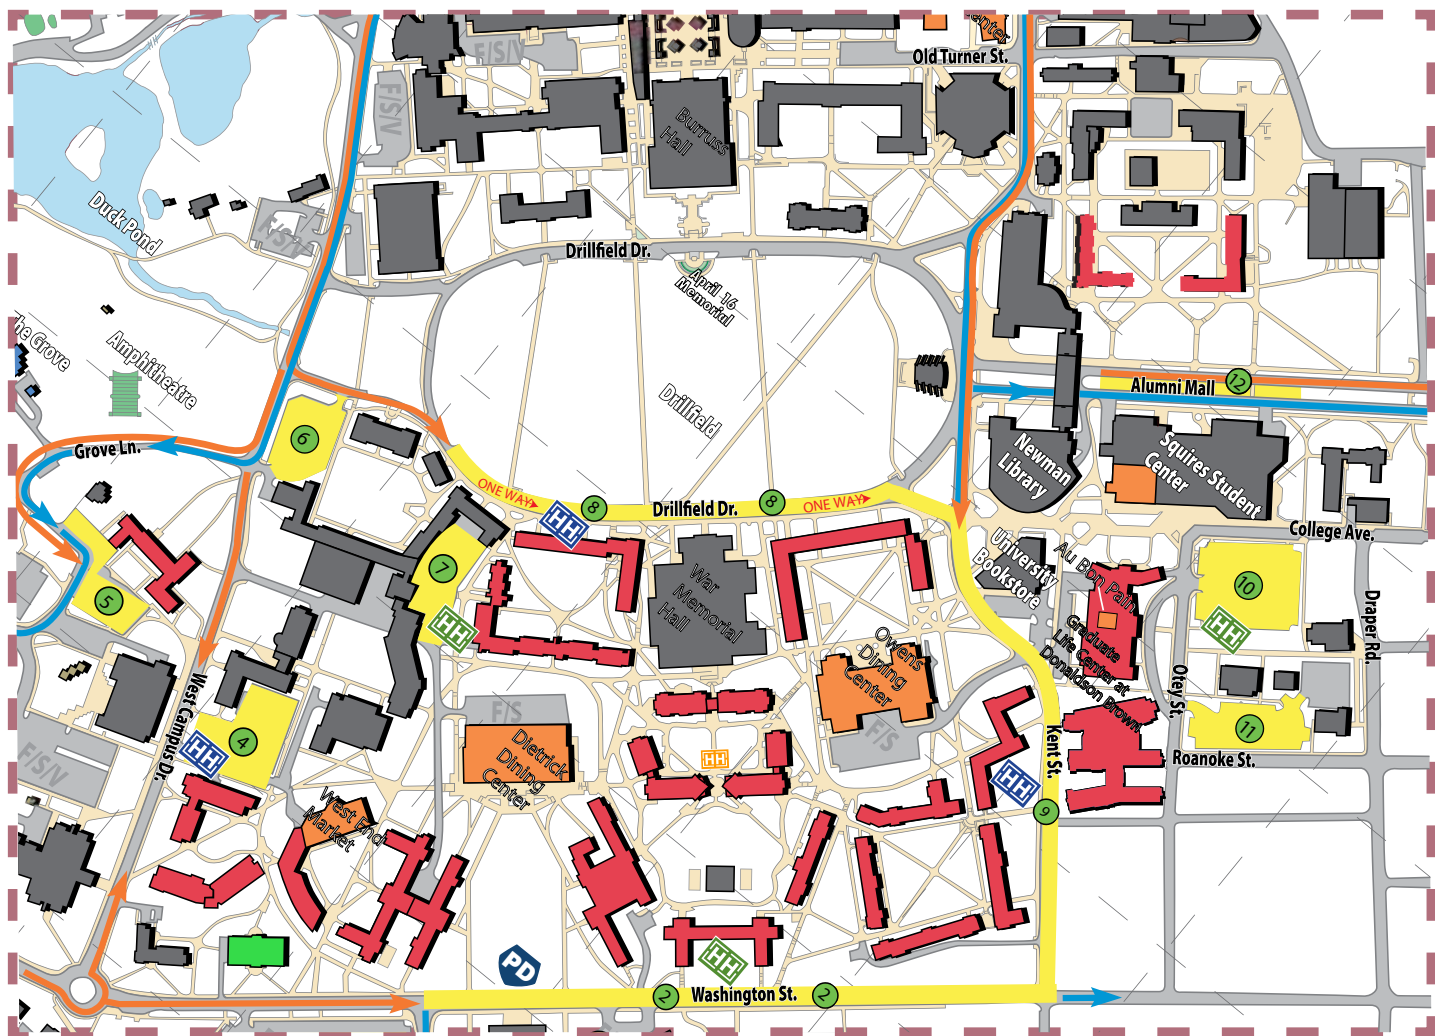 F/S/V
enter
Old Turner St.
F/S/V
Burruss
Hall
Duck Pond
F/S/V
Drillfield Dr.
April 16
Memorial
he Grove
Amphitheatre
Drillfield
Alumni Mall
12
6
Grove Ln.
Newman
Library
Squires Student
Center
ONE WAY
HH
8
Drillfield Dr.
8
ONE WAY
College Ave.
University
Bookstore
Au Bon Pain
7
War
Memorial
Hall
10
5
HH
HH
Draper Rd.
Owens
Dining
Center
Graduate
Life Center at
Donaldson Brown
Otey St.
West Campus Dr.
F/S
F/S
4
HH
Dietrick
Dining
Center
HH
Kent St.
11
Roanoke St.
F/S/V
HH
9
West End
Market
PD
HH
2
Washington St.
2
F/S